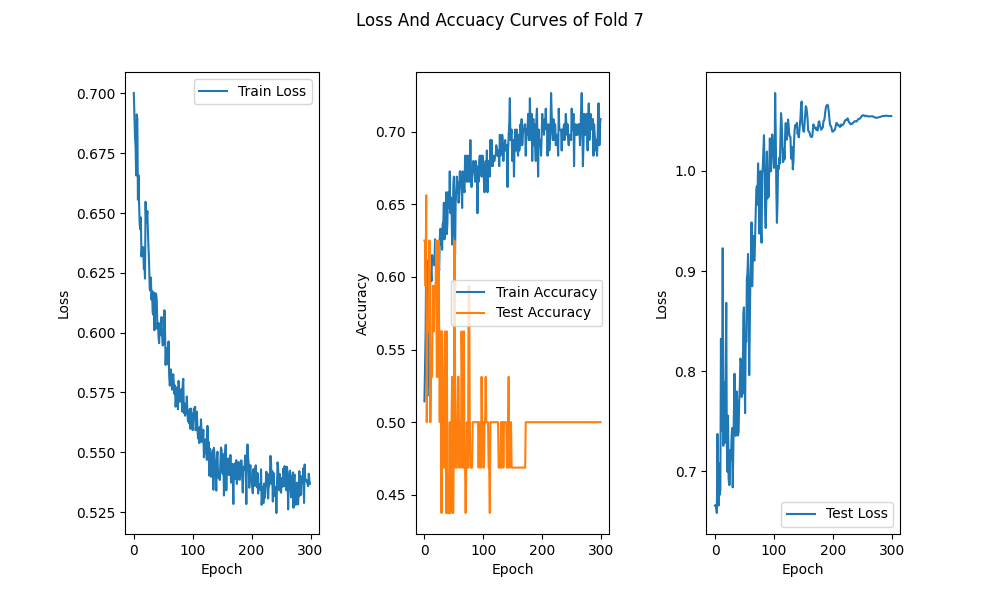 Loss And Accuacy Curves of Fold 7
Loss
0.700
0.675
0.650
0.625
0.600
0.575
0.550
0.525
0
100
200
300
Epoch
Train Loss
Accuracy
0.70
0.65
0.60
0.55
0.50
0.45
0
100
200
300
Epoch
Train Accuracy
Test Accuracy
Loss
1.0
0.9
0.8
0.7
0
100
200
300
Epoch
Test Loss